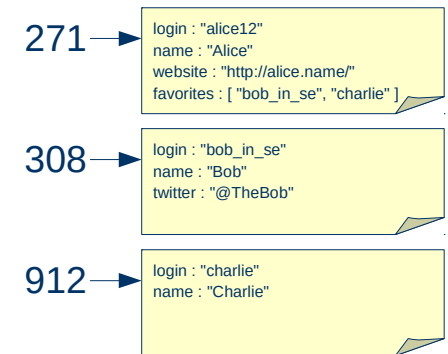 271
login : "alice12"
name : "Alice"
website : "http://alice.name/"
favorites : [ "bob_in_se", "charlie" ]
308
login : "bob_in_se"
name : "Bob"
twitter : "@TheBob"
912
login : "charlie"
name : "Charlie"